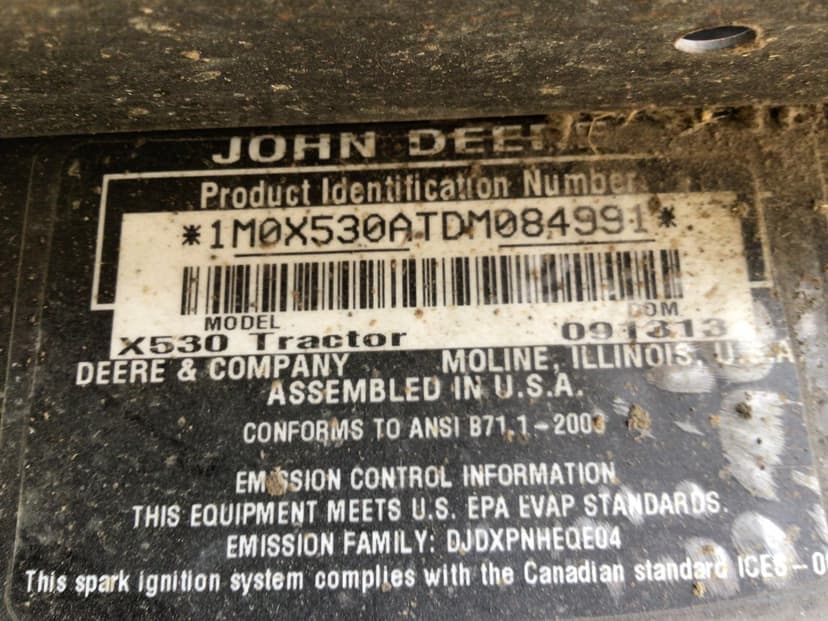 JOHN DEERE
Product Identification Number
*1M0X530ATDM084991*
MODEL DOM
X530 Tractor 091313
DEERE & COMPANY MOLINE, ILLINOIS, U.S.A
ASSEMBLED IN U.S.A.
CONFORMS TO ANSI B71.1-2003
EMISSION CONTROL INFORMATION
THIS EQUIPMENT MEETS U.S. EPA EVAP STANDARDS.
EMISSION FAMILY: DJDXPNHEQE04
This spark ignition system complies with the Canadian standard